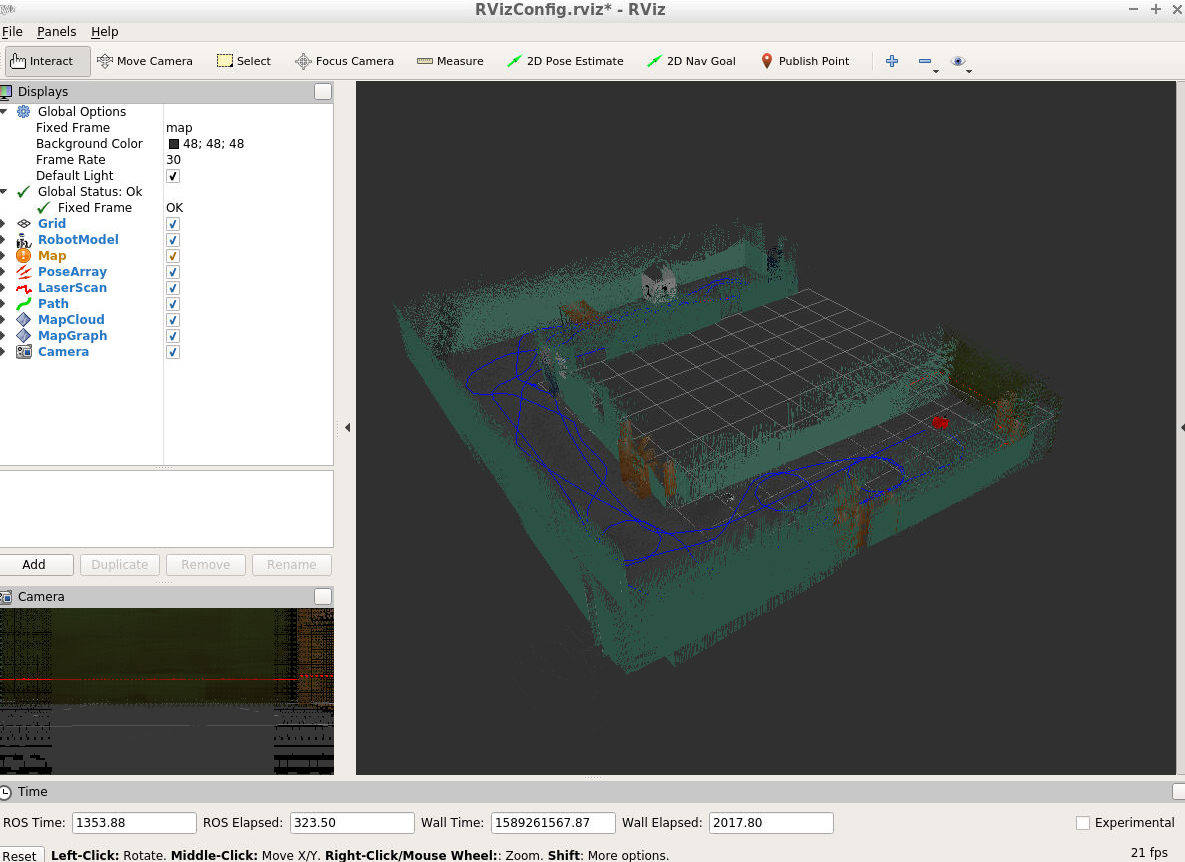 RVizConfig.rviz* - RViz
File Panels Help
Interact Move Camera Select Focus Camera Measure 2D Pose Estimate 2D Nav Goal Publish Point
Displays
Global Options
Fixed Frame map
Background Color 48; 48; 48
Frame Rate 30
Default Light
Global Status: Ok
Fixed Frame OK
Grid
RobotModel
Map
PoseArray
LaserScan
Path
MapCloud
MapGraph
Camera
Add Duplicate Remove Rename
Camera
Time
ROS Time: 1353.88 ROS Elapsed: 323.50 Wall Time: 1589261567.87 Wall Elapsed: 2017.80 Experimental
Reset Left-Click: Rotate. Middle-Click: Move X/Y. Right-Click/Mouse Wheel:: Zoom. Shift: More options. 21 fps